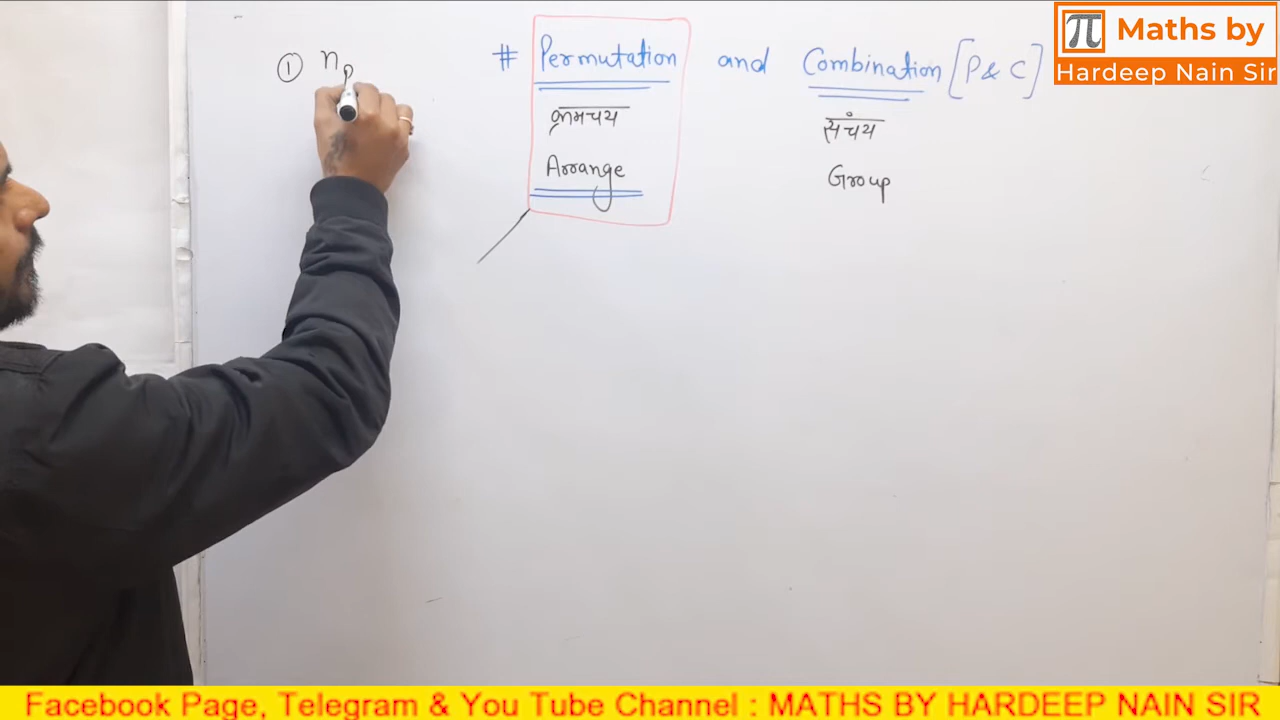 ① nP
# Permutation and Combination [P & C]
क्रमचय संचय
Arrange Group
π Maths by
Hardeep Nain Sir
Facebook Page, Telegram & You Tube Channel : MATHS BY HARDEEP NAIN SIR